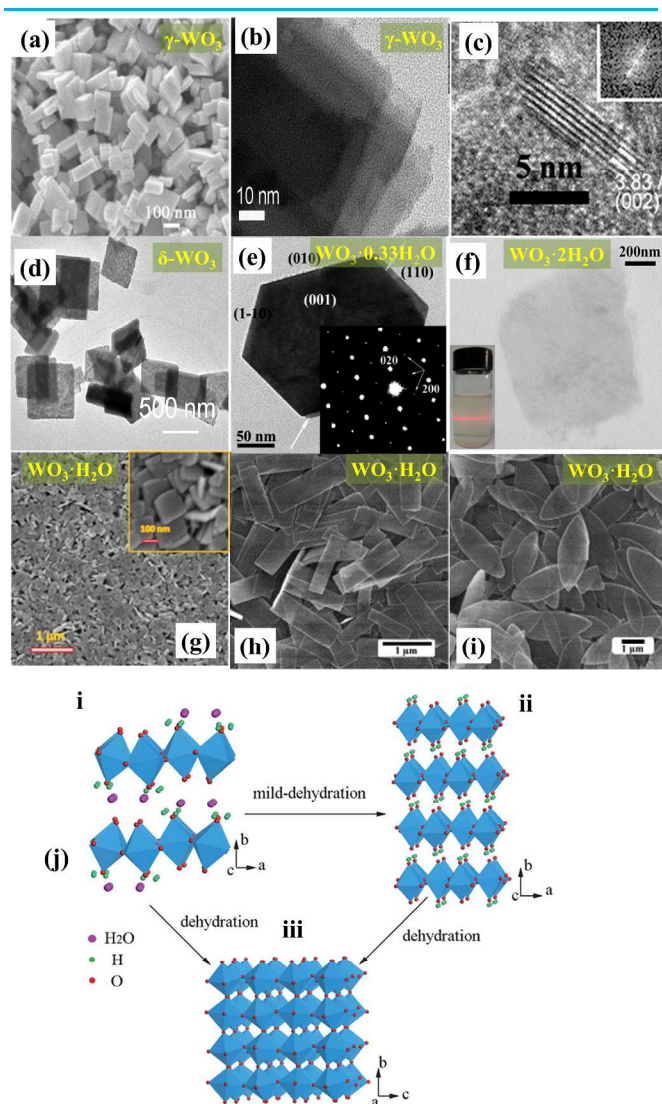 (a)
γ-WO₃
100 nm
(b)
γ-WO₃
10 nm
(c)
5 nm
3.83
(002)
(d)
δ-WO₃
500 nm
(e)
WO₃·0.33H₂O
(010)
(110)
(001)
(1-10)
020
200
50 nm
(f)
WO₃·2H₂O
200nm
WO₃·H₂O
100 nm
1 µm
(g)
WO₃·H₂O
1 µm
(h)
WO₃·H₂O
1 µm
(i)
i
ii
mild-dehydration
(j)
b
c
a
b
c
a
dehydration
iii
dehydration
H2O
H
O
b
a
c